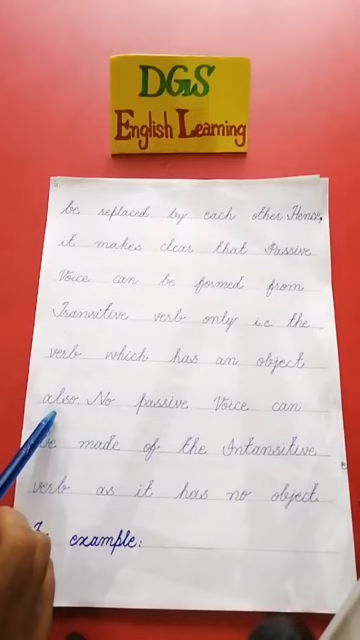 DGS
English Learning
be replaced by each other Hence,
it makes clear that Passive
Voice can be formed from
Transitive verb only i.e the
verb which has an object
also. No passive Voice can
made of the Intansitive
verb as it has no object
example: